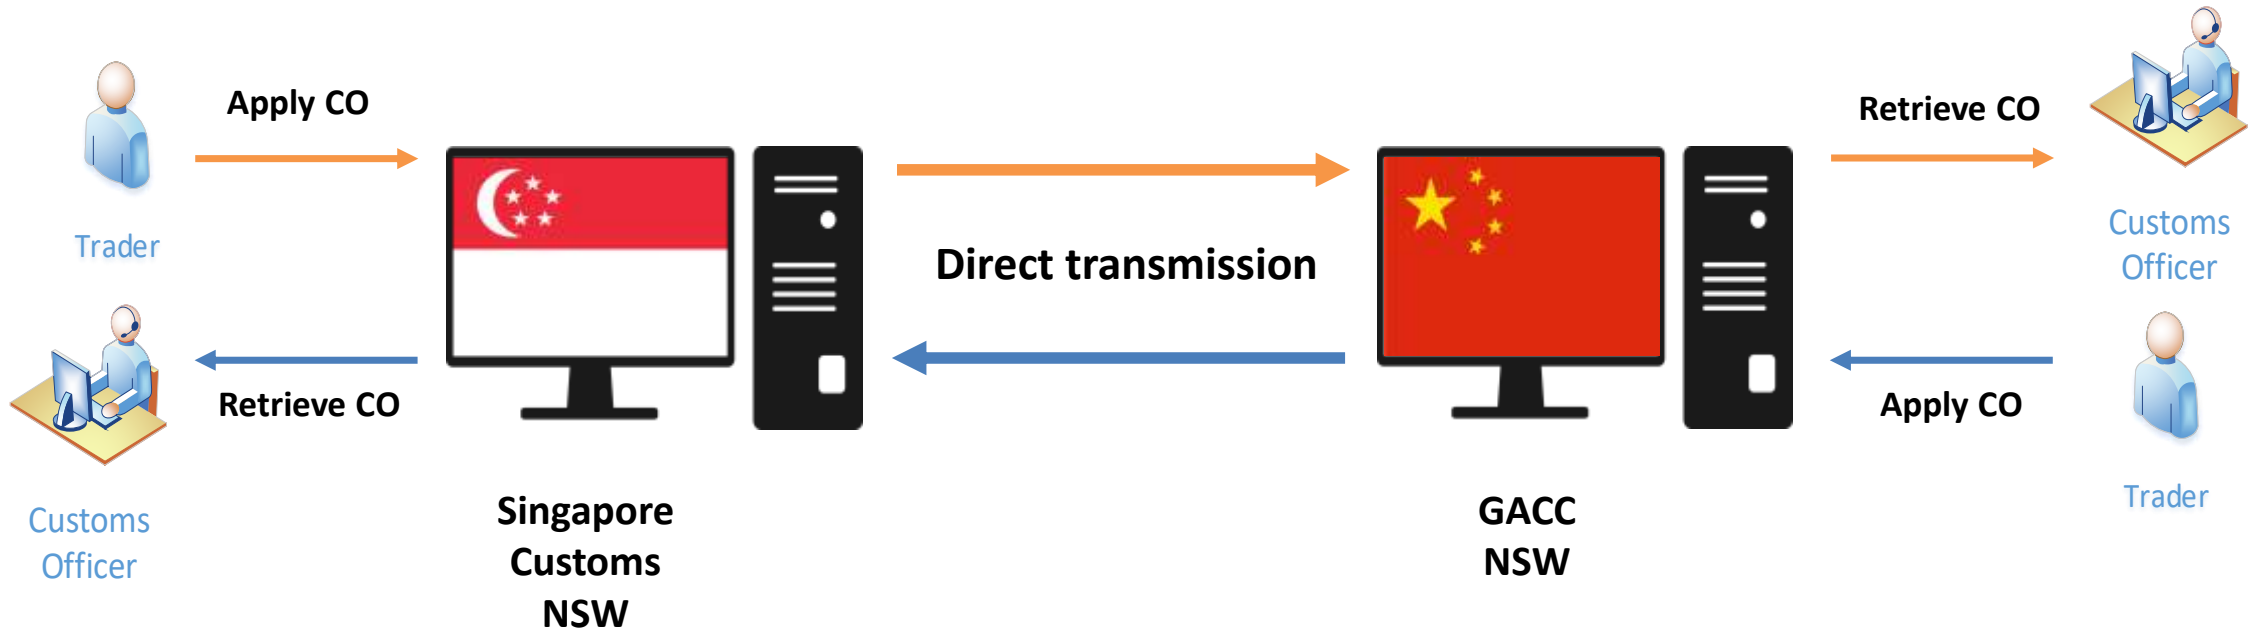 Apply CO
Trader
Retrieve CO
Customs
Officer
Singapore
Customs
NSW
Direct transmission
GACC
NSW
Retrieve CO
Customs
Officer
Apply CO
Trader